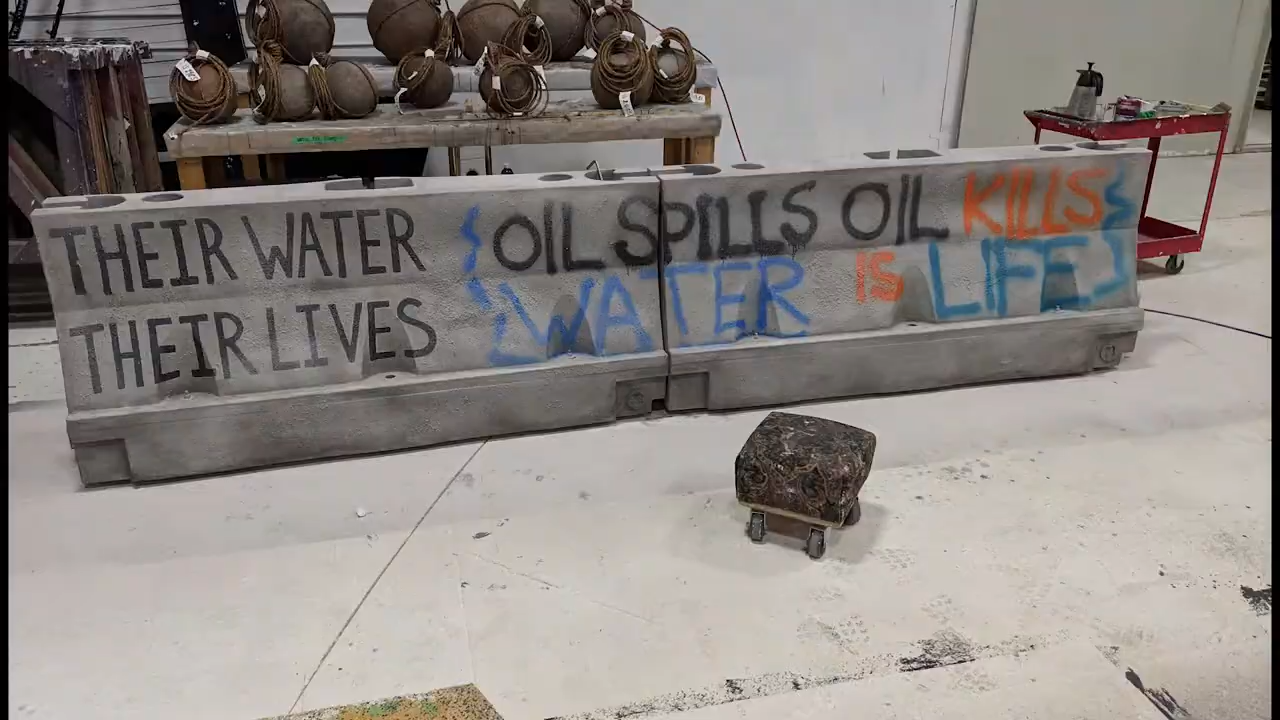 THEIR WATER
THEIR LIVES
OIL SPILLS OIL KILLS
WATER IS LIFE